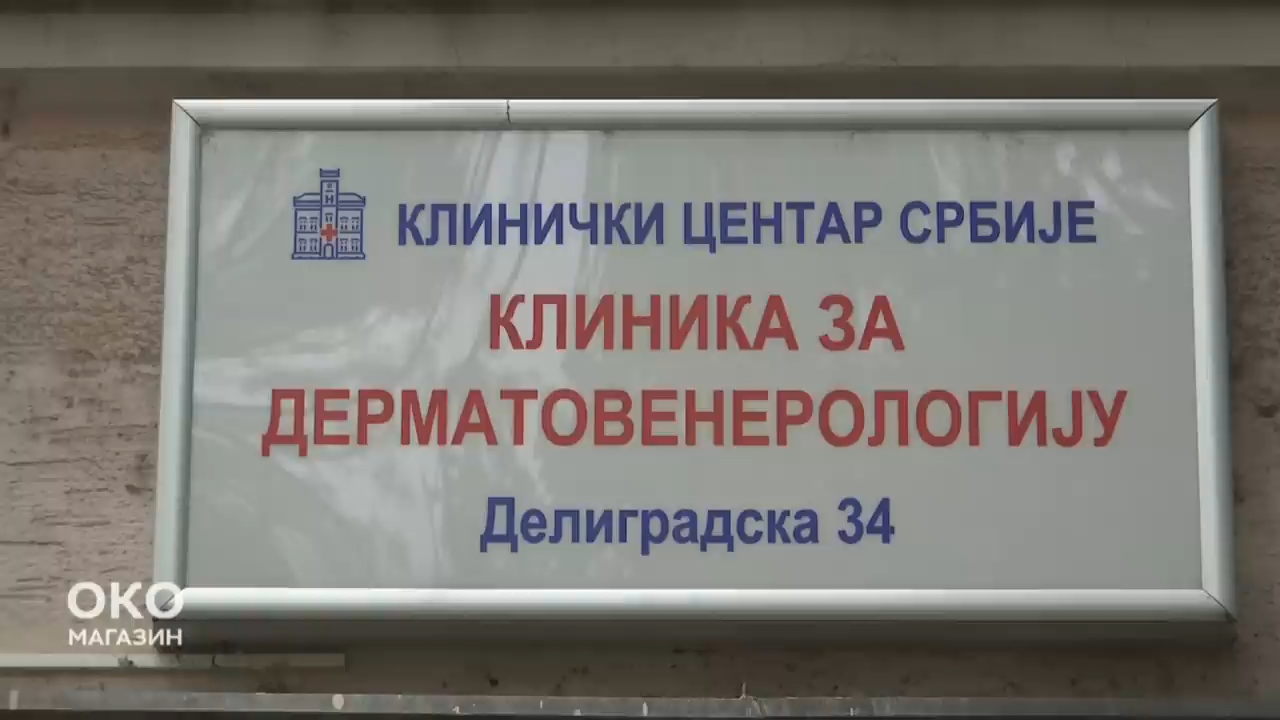 КЛИНИЧКИ ЦЕНТАР СРБИЈЕ
КЛИНИКА ЗА
ДЕРМАТОВЕНЕРОЛОГИЈУ
Делиградска 34
ОКО
МАГАЗИН